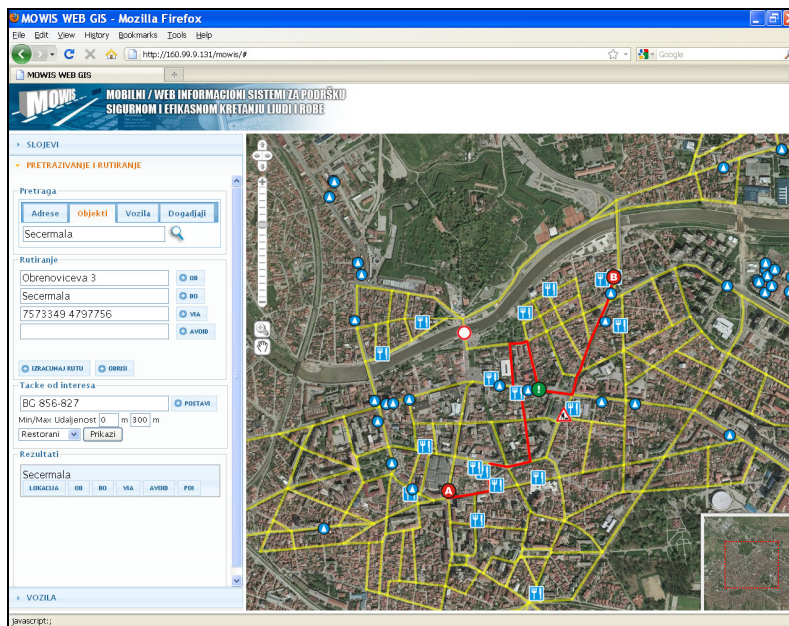 MOWIS WEB GIS - Mozilla Firefox
File Edit View History Bookmarks Tools Help
http://160.99.9.131/mowis/#
Google
MOWIS WEB GIS
MOWIS
MOBILNI / WEB INFORMACIONI SISTEMI ZA PODRŠKU
SIGURNOM I EFIKASNOM KRETANJU LJUDI I ROBE
SLOJEVI
PRETRAZIVANJE I RUTIRANJE
Pretraga
Adrese Objekti Vozila Dogadjaji
Secermala
Rutiranje
Obrenoviceva 3 OD
Secermala DO
7573349 4797756 VIA
AVOID
IZRACUNAJ RUTU OBRISI
Tacke od interesa
BG 856-827 POSTAVI
Min/Max Udaljenost 0 m 300 m
Restorani Prikazi
Rezultati
Secermala
LOKACIJA OD DO VIA AVOID POI
VOZILA
B
!
A
javascript:;